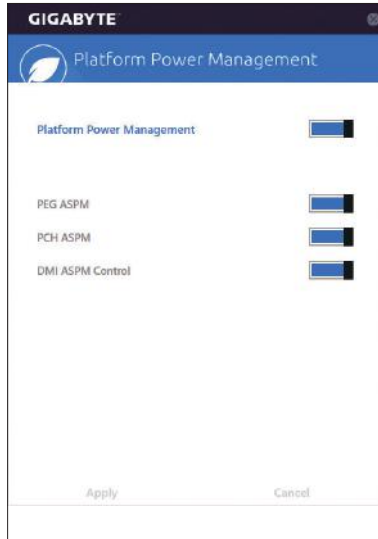 GIGABYTE
Platform Power Management
Platform Power Management
PEG ASPM
PCH ASPM
DMI ASPM Control
Apply Cancel